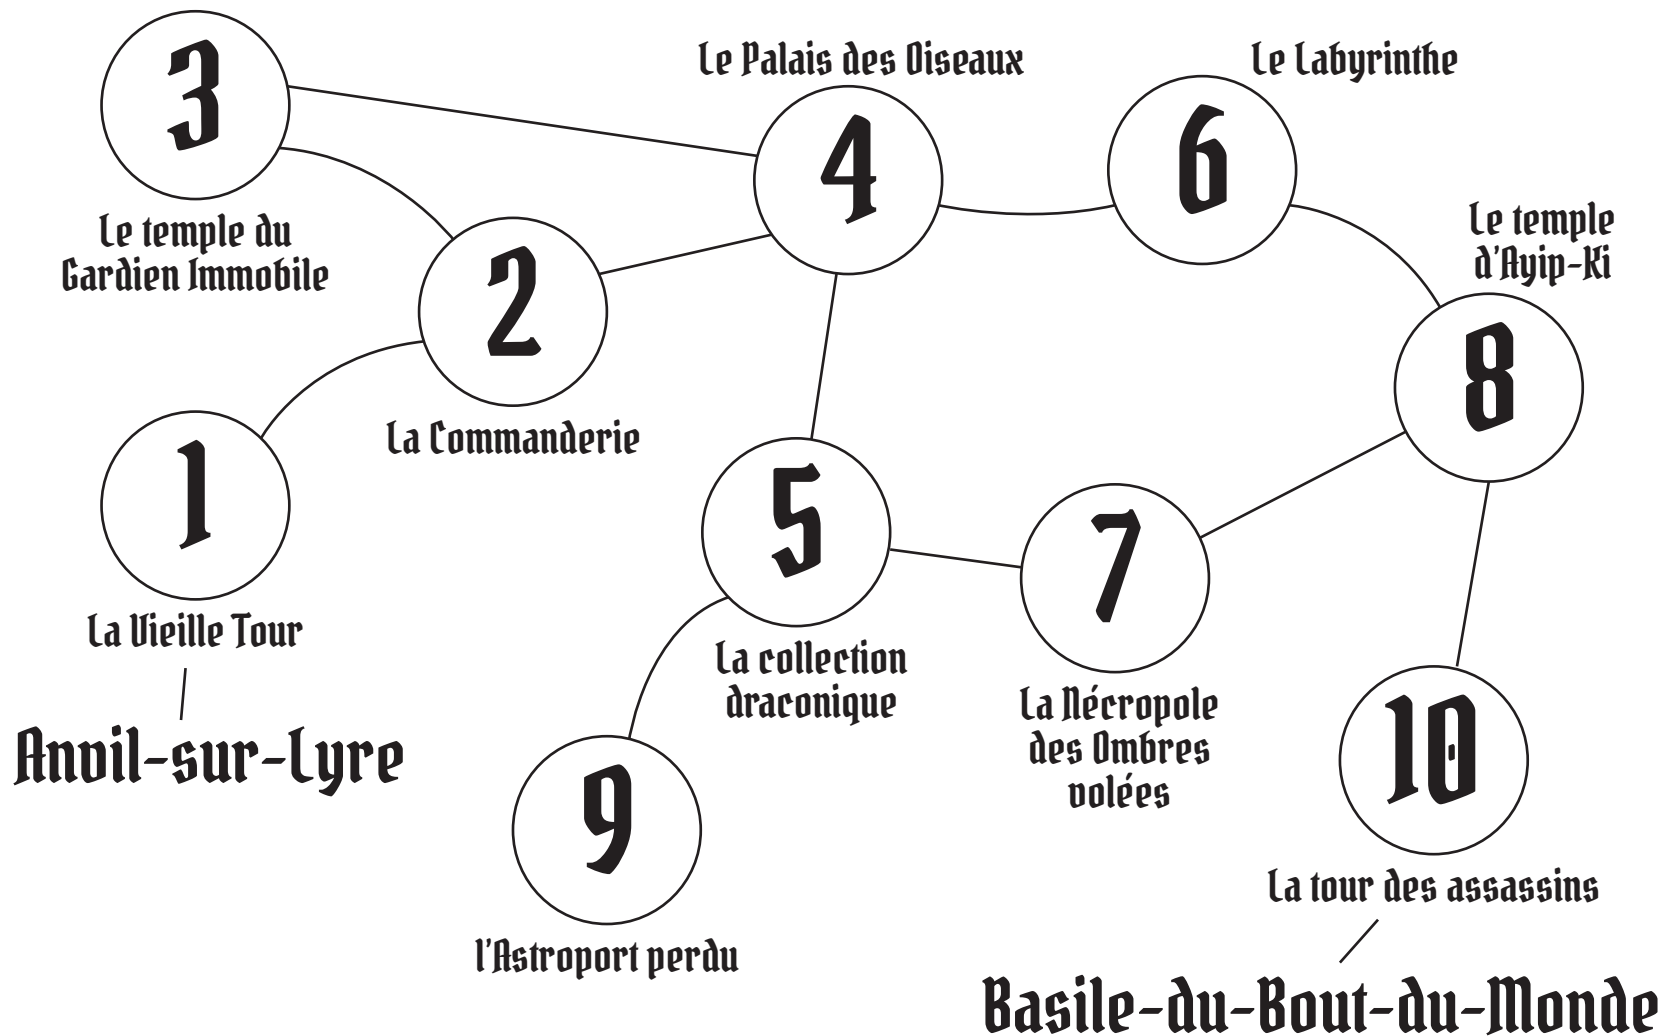 3
Le temple du
Gardien Immobile
Le Palais des Oiseaux
4
Le Labyrinthe
6
Le temple
d'Ayip-Ki
8
2
La Commanderie
1
La Vieille Tour
Anvil-sur-Lyre
5
La collection
draconique
7
La Nécropole
des Ombres
volées
9
l'Astroport perdu
10
La tour des assassins
Basile-du-Bout-du-Monde